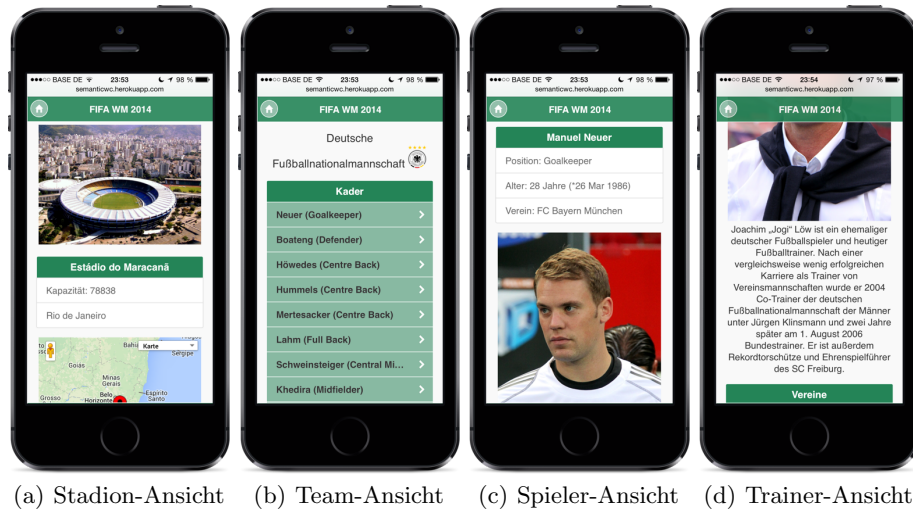 BASE DE 23:53 98 %
semanticwc.herokuapp.com
FIFA WM 2014
Estádio do Maracanã
Kapazität: 78838
Rio de Janeiro
Karte
Bahia
Sergipe
Goias
Minas
Gerais
Belo
Horizonte
Espirito
Santo
Grosso
BASE DE 23:53 98 %
semanticwc.herokuapp.com
FIFA WM 2014
Deutsche
Fußballnationalmannschaft
Kader
Neuer (Goalkeeper)
Boateng (Defender)
Höwedes (Centre Back)
Hummels (Centre Back)
Mertesacker (Centre Back)
Lahm (Full Back)
Schweinsteiger (Central Mi...
Khedira (Midfielder)
BASE DE 23:53 98 %
semanticwc.herokuapp.com
FIFA WM 2014
Manuel Neuer
Position: Goalkeeper
Alter: 28 Jahre (*26 Mar 1986)
Verein: FC Bayern München
BASE DE 23:54 97 %
semanticwc.herokuapp.com
FIFA WM 2014
Joachim „Jogi“ Löw ist ein ehemaliger
deutscher Fußballspieler und heutiger
Fußballtrainer. Nach einer
vergleichsweise wenig erfolgreichen
Karriere als Trainer von
Vereinsmannschaften wurde er 2004
Co-Trainer der deutschen
Fußballnationalmannschaft der Männer
unter Jürgen Klinsmann und zwei Jahre
später am 1. August 2006
Bundestrainer. Er ist außerdem
Rekordtorschütze und Ehrenspielführer
des SC Freiburg.
Vereine
(a) Stadion-Ansicht (b) Team-Ansicht (c) Spieler-Ansicht (d) Trainer-Ansicht